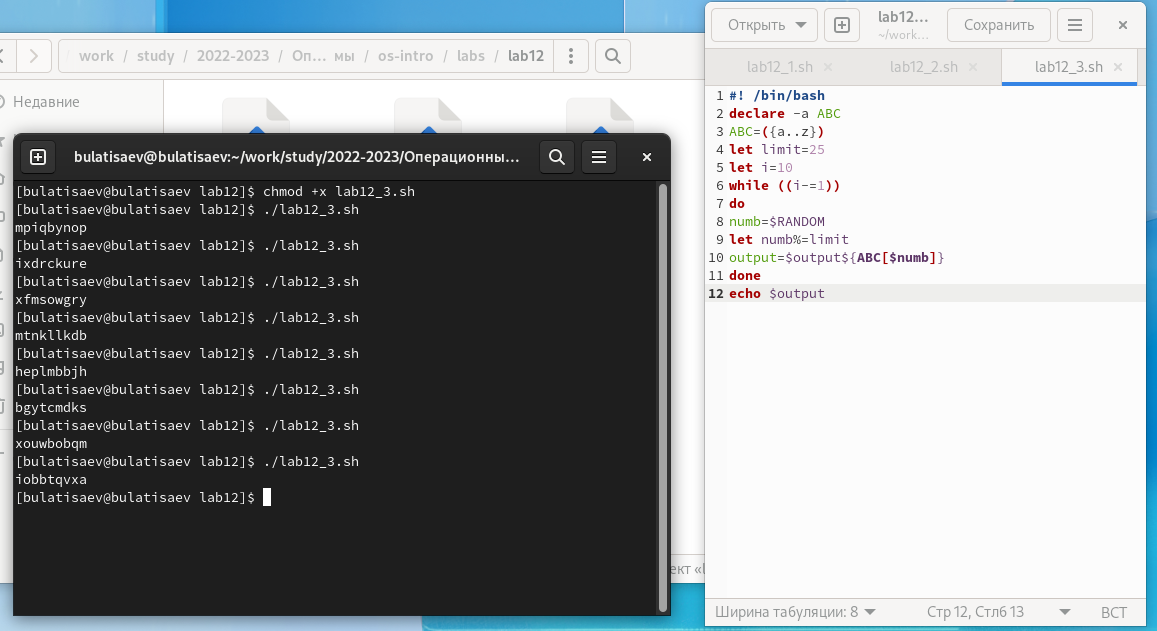 work / study / 2022-2023 / Оп... мы / os-intro / labs / lab12
Недавние
bulatisaev@bulatisaev:~/work/study/2022-2023/Операционны...
[bulatisaev@bulatisaev lab12]$ chmod +x lab12_3.sh
[bulatisaev@bulatisaev lab12]$ ./lab12_3.sh
mpiqbynop
[bulatisaev@bulatisaev lab12]$ ./lab12_3.sh
ixdrckure
[bulatisaev@bulatisaev lab12]$ ./lab12_3.sh
xfmsowgry
[bulatisaev@bulatisaev lab12]$ ./lab12_3.sh
mtnkllkdb
[bulatisaev@bulatisaev lab12]$ ./lab12_3.sh
heplmbbjh
[bulatisaev@bulatisaev lab12]$ ./lab12_3.sh
bgytcmdks
[bulatisaev@bulatisaev lab12]$ ./lab12_3.sh
xouwbobqm
[bulatisaev@bulatisaev lab12]$ ./lab12_3.sh
iobbtqvxa
[bulatisaev@bulatisaev lab12]$
Открыть
lab12...
~/work...
Сохранить
lab12_1.sh
lab12_2.sh
lab12_3.sh
1 #! /bin/bash
2 declare -a ABC
3 ABC=({a..z})
4 let limit=25
5 let i=10
6 while ((i-=1))
7 do
8 numb=$RANDOM
9 let numb%=limit
10 output=$output${ABC[$numb]}
11 done
12 echo $output
Ширина табуляции: 8
Стр 12, Стлб 13
ВСТ